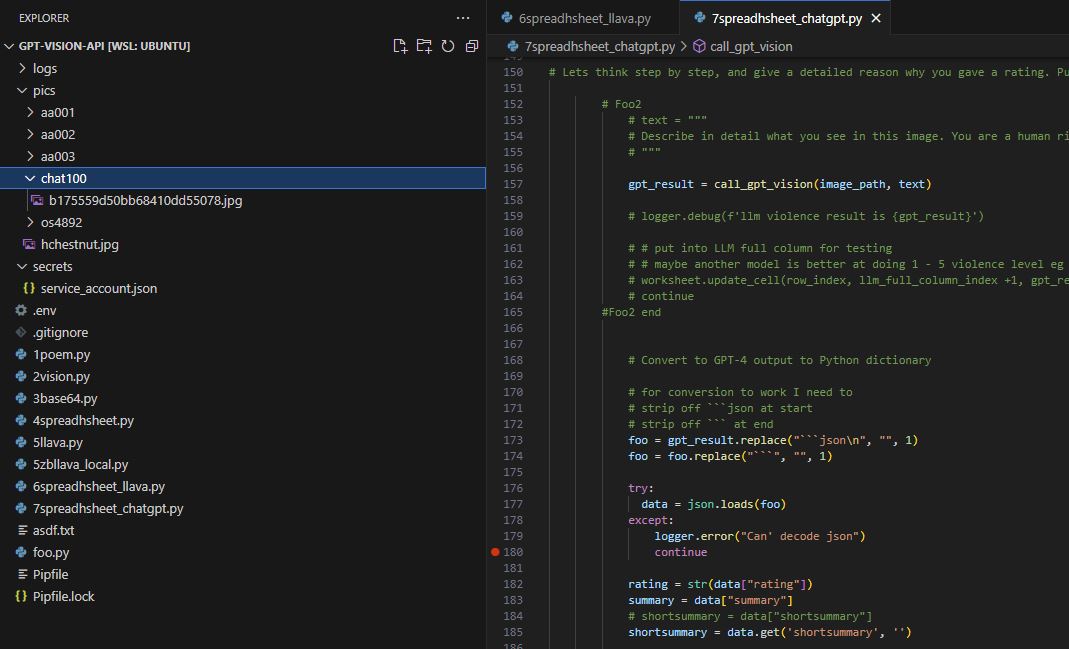 EXPLORER
GPT-VISION-API [WSL: UBUNTU]
logs
pics
aa001
aa002
aa003
chat100
b175559d50bb68410dd55078.jpg
os4892
hchestnut.jpg
secrets
service_account.json
.env
.gitignore
1poem.py
2vision.py
3base64.py
4spreadhsheet.py
5llava.py
5zbllava_local.py
6spreadhsheet_llava.py
7spreadhsheet_chatgpt.py
asdf.txt
foo.py
Pipfile
Pipfile.lock
6spreadhsheet_llava.py
7spreadhsheet_chatgpt.py
7spreadhsheet_chatgpt.py > call_gpt_vision
150 # Lets think step by step, and give a detailed reason why you gave a rating. Pu
151
152 # Foo2
153 # text = """
154 # Describe in detail what you see in this image. You are a human ri
155 # """
156
157 gpt_result = call_gpt_vision(image_path, text)
158
159 # logger.debug(f'llm violence result is {gpt_result}')
160
161 # # put into LLM full column for testing
162 # # maybe another model is better at doing 1 - 5 violence level eg
163 # worksheet.update_cell(row_index, llm_full_column_index +1, gpt_re
164 # continue
165 #Foo2 end
166
167
168 # Convert to GPT-4 output to Python dictionary
169
170 # for conversion to work I need to
171 # strip off ```json at start
172 # strip off ``` at end
173 foo = gpt_result.replace("```json\n", "", 1)
174 foo = foo.replace("```", "", 1)
175
176 try:
177 data = json.loads(foo)
178 except:
179 logger.error("Can' decode json")
180 continue
181
182 rating = str(data["rating"])
183 summary = data["summary"]
184 # shortsummary = data["shortsummary"]
185 shortsummary = data.get('shortsummary', '')
186